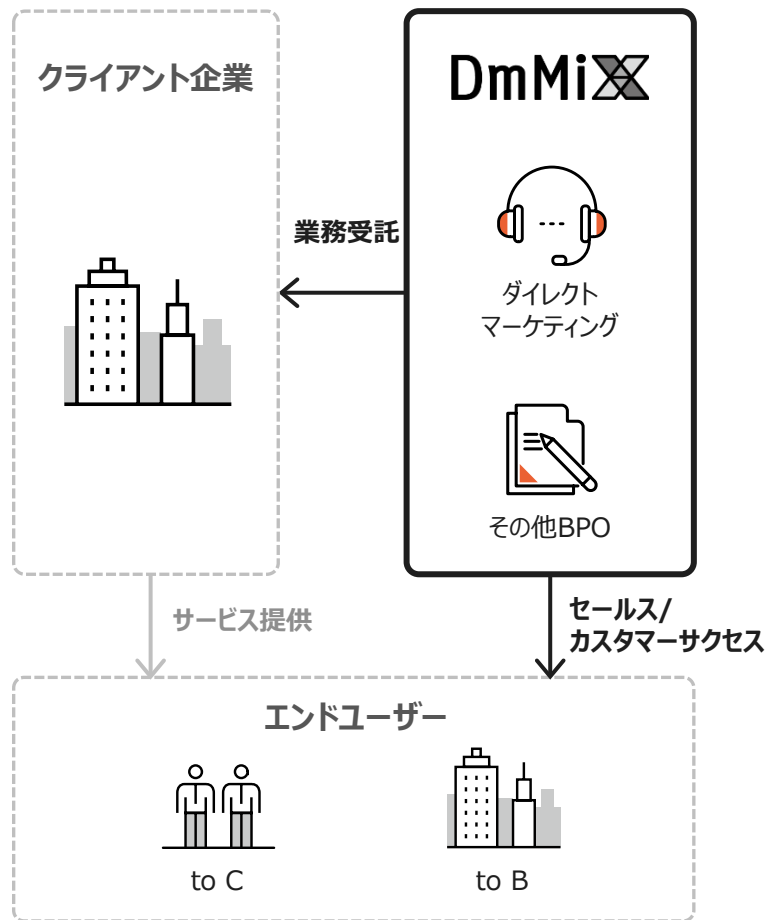 クライアント企業
DmMiX
業務受託
ダイレクト
マーケティング
その他BPO
サービス提供
セールス/
カスタマーサクセス
エンドユーザー
to C
to B